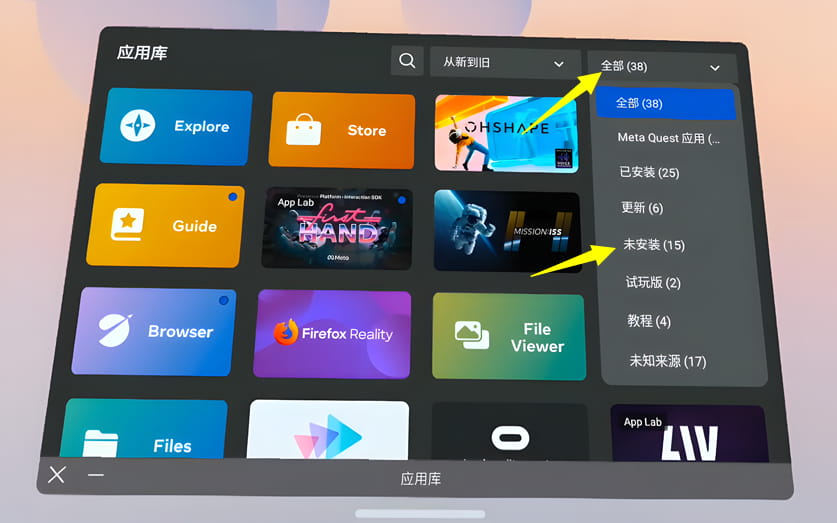 应用库
从新到旧
全部 (38)
全部 (38)
Meta Quest 应用 (...
已安装 (25)
更新 (6)
未安装 (15)
试玩版 (2)
教程 (4)
未知来源 (17)
Explore
Store
OHSHAPE
Guide
App Lab
Presence Platform · Interaction SDK
first
HAND
Meta
MISSION:ISS
Browser
Firefox Reality
File
Viewer
Files
App Lab
LIV
应用库